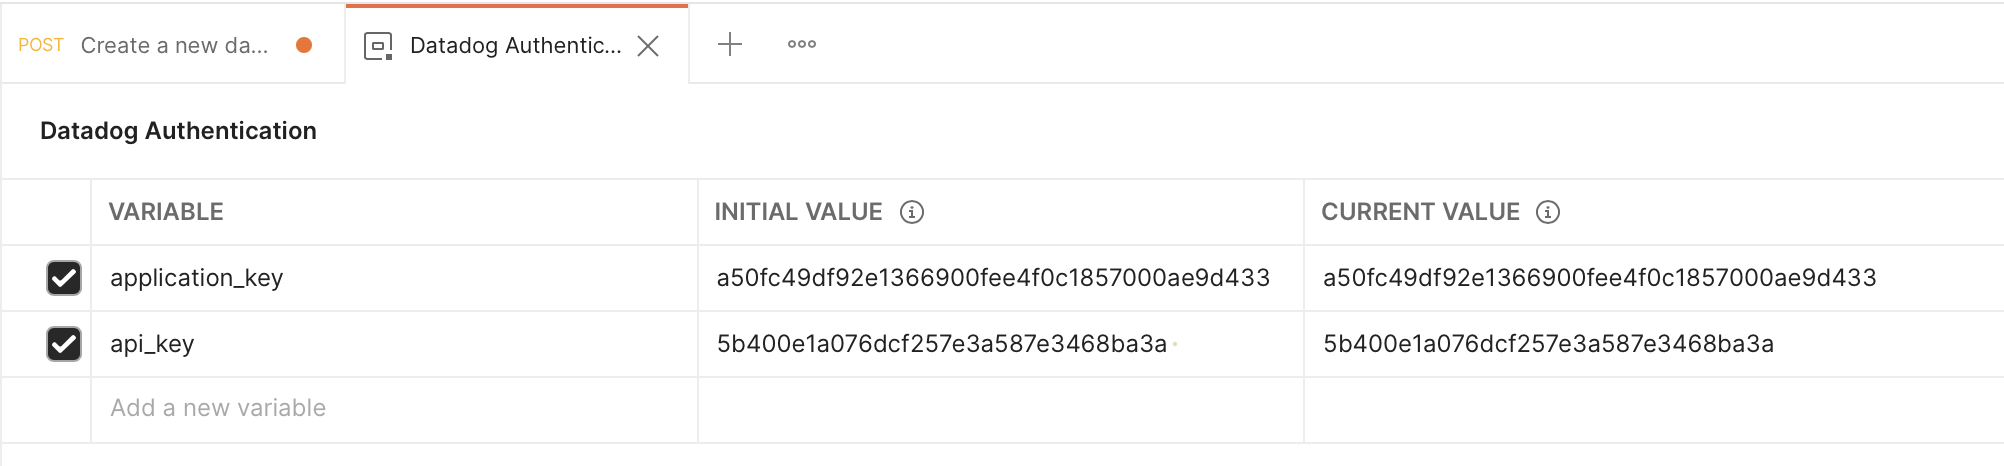 POST Create a new da... Datadog Authentic...
Datadog Authentication
VARIABLE INITIAL VALUE CURRENT VALUE
application_key a50fc49df92e1366900fee4f0c1857000ae9d433 a50fc49df92e1366900fee4f0c1857000ae9d433
api_key 5b400e1a076dcf257e3a587e3468ba3a 5b400e1a076dcf257e3a587e3468ba3a
Add a new variable